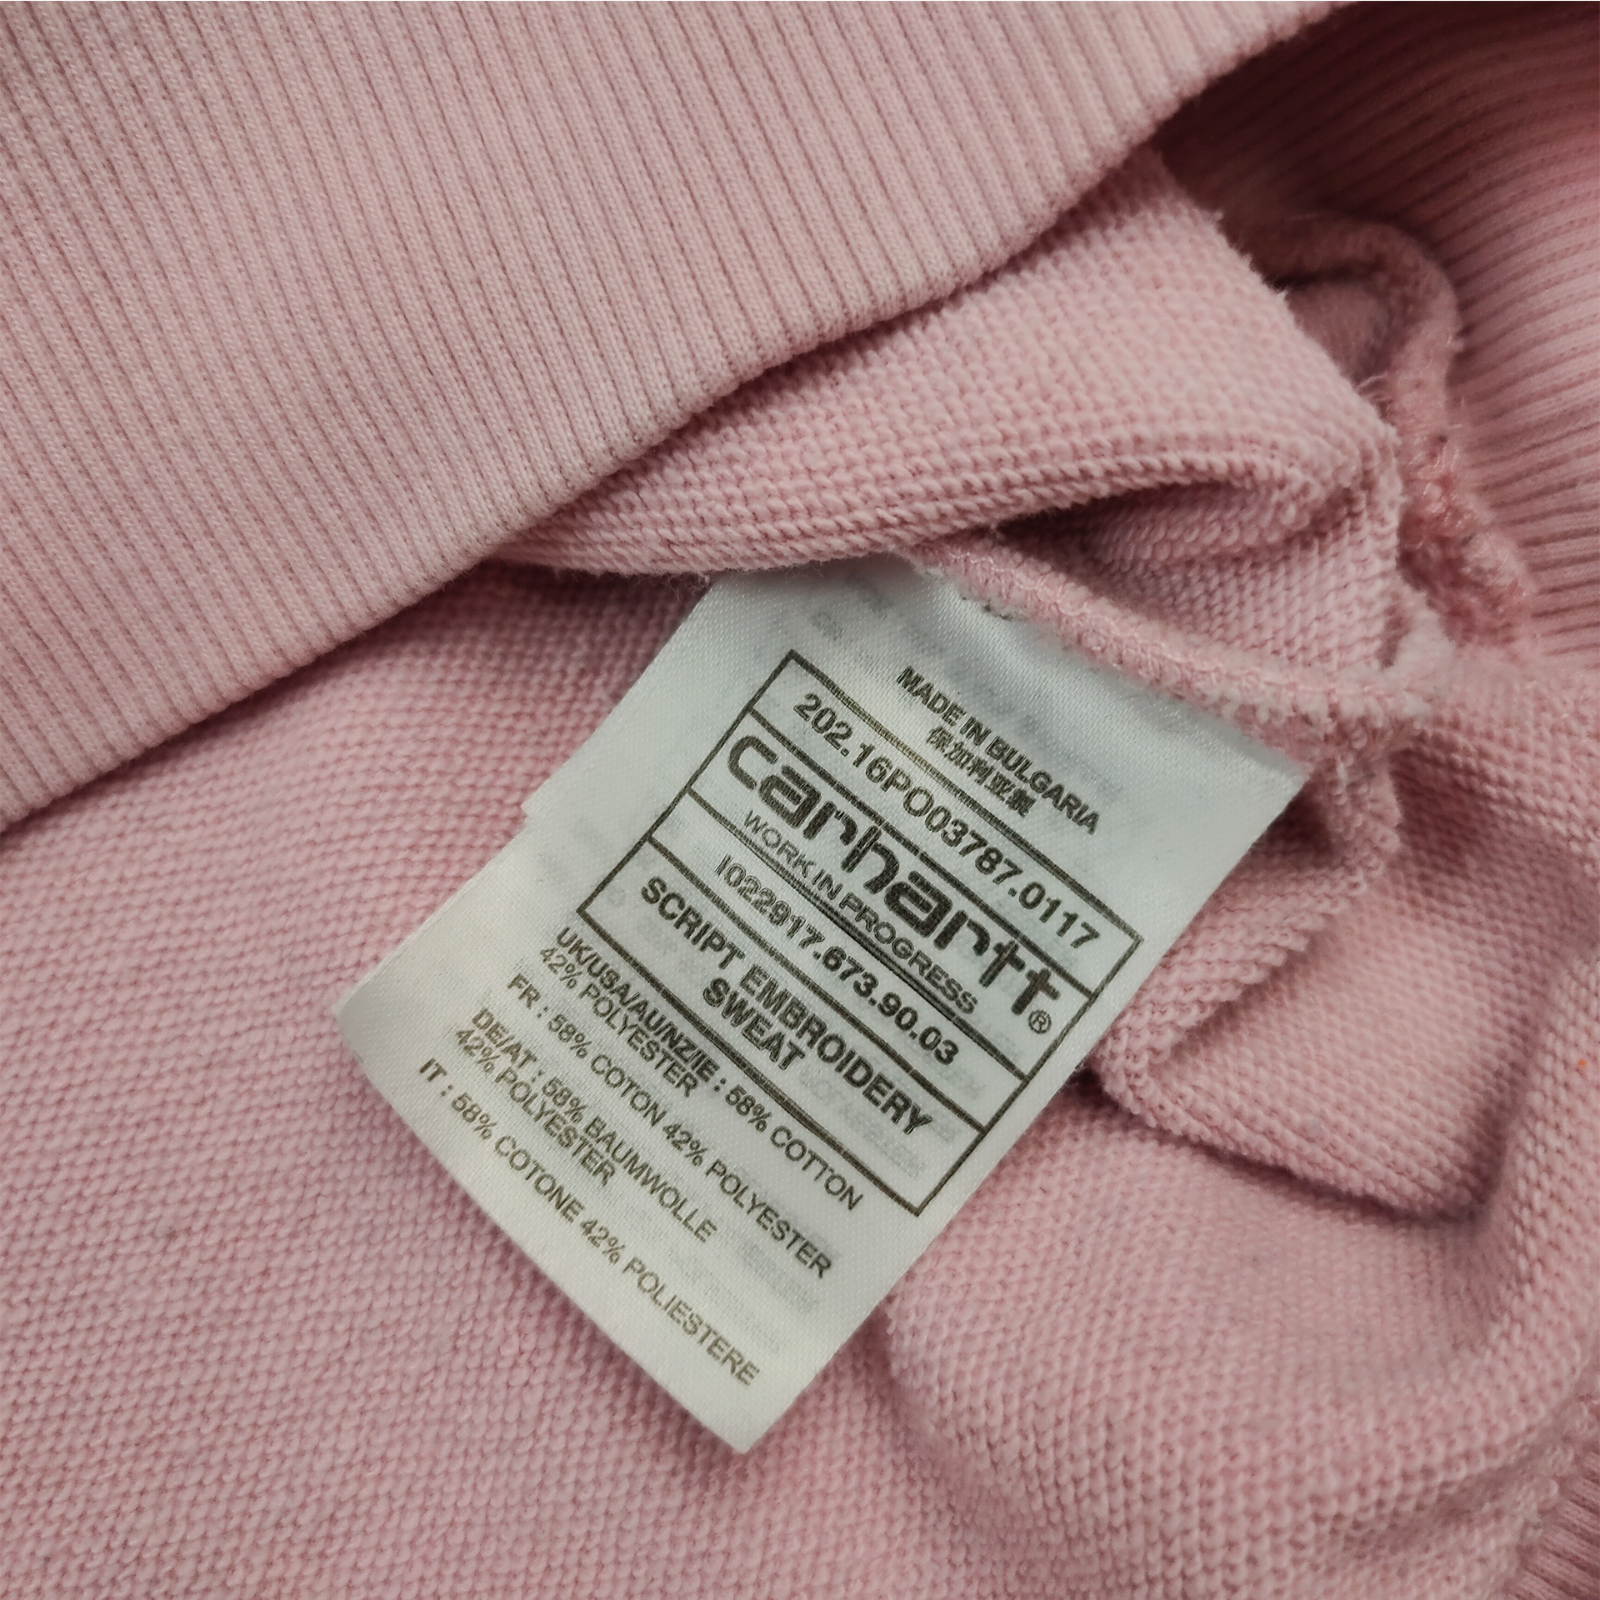 MADE IN BULGARIA
保加利亚製
202.16PO03787.0117
carhartt®
WORK IN PROGRESS
I022917.673.90.03
SCRIPT EMBROIDERY
SWEAT
UK/USA/AU/NZ/IE : 58% COTTON
42% POLYESTER
FR : 58% COTON 42% POLYESTER
DE/AT : 58% BAUMWOLLE
42% POLYESTER
IT : 58% COTONE 42% POLIESTERE